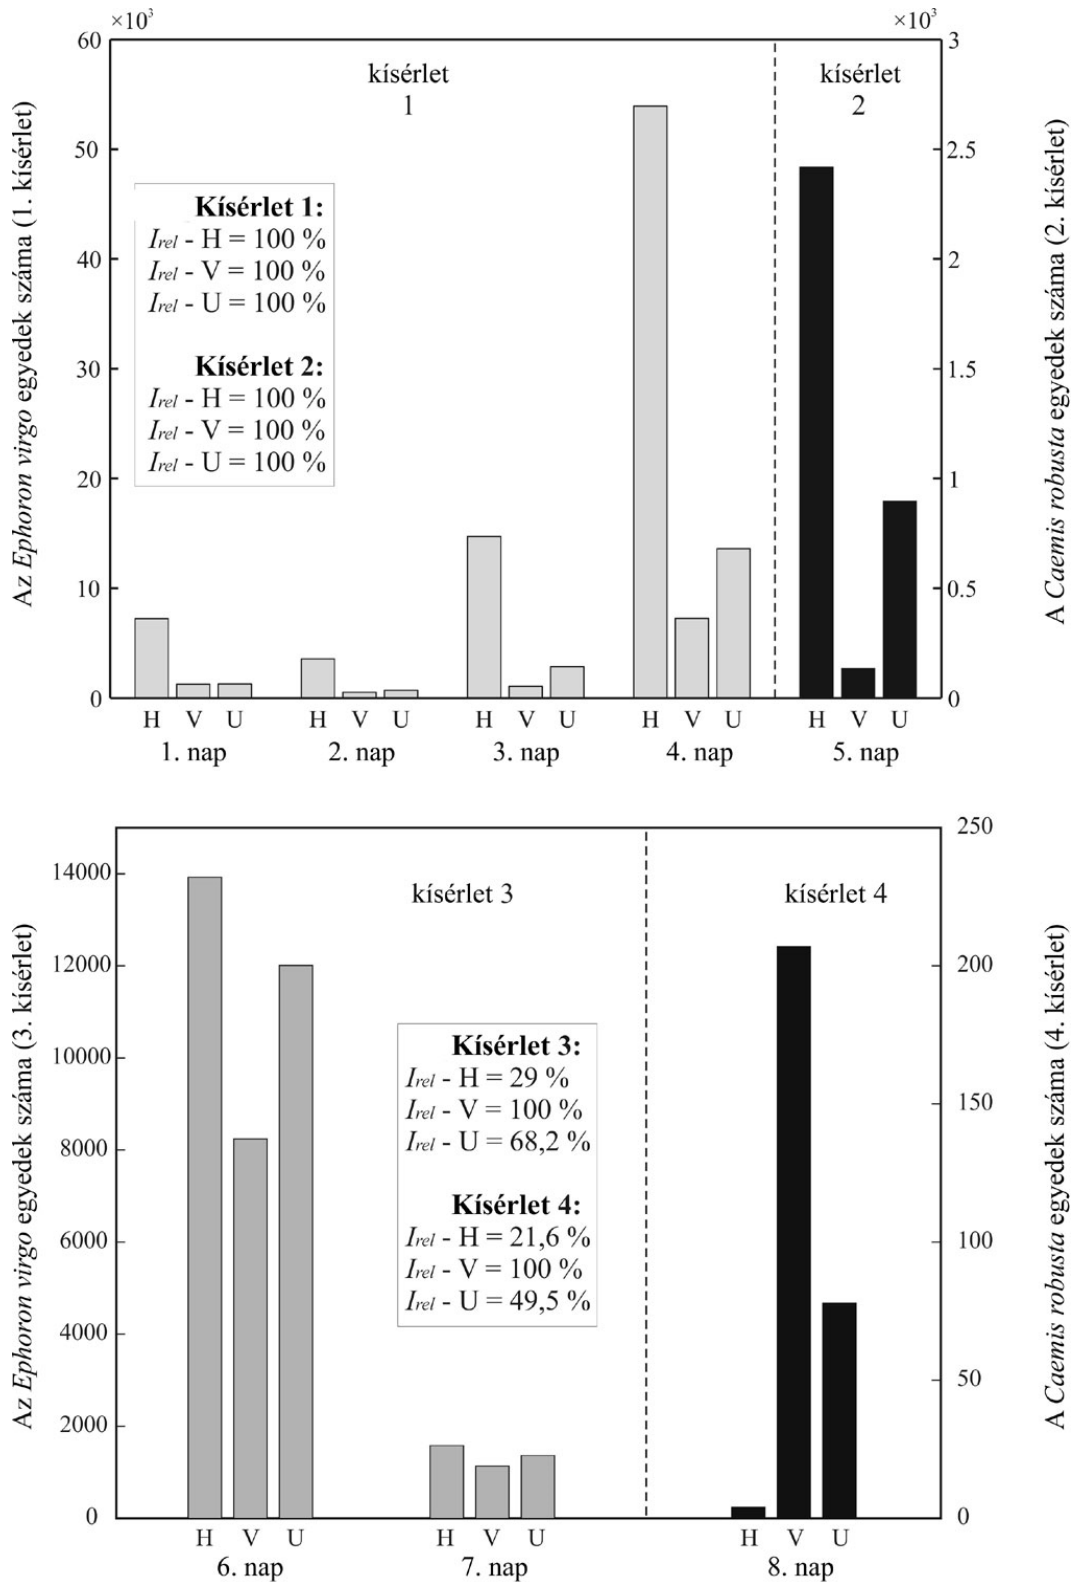 ×10³ ×10³
60 3
kísérlet kísérlet
1 2
50 2.5
Kísérlet 1:
Irel - H = 100 %
40 2
Irel - V = 100 %
Irel - U = 100 %
Kísérlet 2:
30 1.5
Irel - H = 100 %
Irel - V = 100 %
Irel - U = 100 %
20 1
10 0.5
0 0
H V U H V U H V U H V U H V U
1. nap 2. nap 3. nap 4. nap 5. nap
Az Ephoron virgo egyedek száma (1. kísérlet)
A Caemis robusta egyedek száma (2. kísérlet)
250
14000
kísérlet 3 kísérlet 4
12000 200
Kísérlet 3:
10000
Irel - H = 29 %
Irel - V = 100 %
150
Irel - U = 68,2 %
8000
Kísérlet 4:
6000 100
Irel - H = 21,6 %
Irel - V = 100 %
Irel - U = 49,5 %
4000
50
2000
0 0
H V U H V U H V U
6. nap 7. nap 8. nap
Az Ephoron virgo egyedek száma (3. kísérlet)
A Caemis robusta egyedek száma (4. kísérlet)